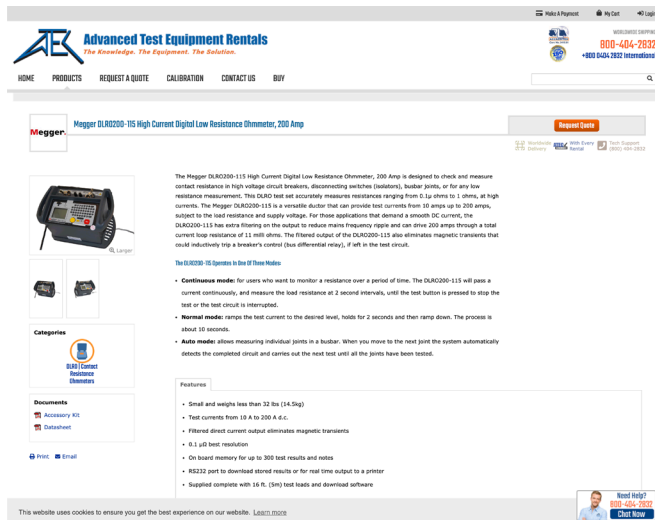 Make A Payment My Cart Login
ATEC
Advanced Test Equipment Rentals
The Knowledge. The Equipment. The Solution.
WORLDWIDE SHIPPING
800-404-2832
+800 0404 2832 International
HOME PRODUCTS REQUEST A QUOTE CALIBRATION CONTACT US BUY
Megger.
Megger DLRO200-115 High Current Digital Low Resistance Ohmmeter, 200 Amp
Request Quote
Worldwide Delivery
With Every Rental
Tech Support (800) 404-2832
The Megger DLRO200-115 High Current Digital Low Resistance Ohmmeter, 200 Amp is designed to check and measure
contact resistance in high voltage circuit breakers, disconnecting switches (isolators), busbar joints, or for any low
resistance measurement. This DLRO test set accurately measures resistances ranging from 0.1µ ohms to 1 ohms, at high
currents. The Megger DLRO200-115 is a versatile ductor that can provide test currents from 10 amps up to 200 amps,
subject to the load resistance and supply voltage. For those applications that demand a smooth DC current, the
DLRO200-115 has extra filtering on the output to reduce mains frequency ripple and can drive 200 amps through a total
current loop resistance of 11 milli ohms. The filtered output of the DLRO200-115 also eliminates magnetic transients that
could inductively trip a breaker's control (bus differential relay), if left in the test circuit.
Larger
The DLRO200-115 Operates In One Of Three Modes:
• Continuous mode: for users who want to monitor a resistance over a period of time. The DLRO200-115 will pass a
current continuously, and measure the load resistance at 2 second intervals, until the test button is pressed to stop the
test or the test circuit is interrupted.
• Normal mode: ramps the test current to the desired level, holds for 2 seconds and then ramp down. The process is
about 10 seconds.
• Auto mode: allows measuring individual joints in a busbar. When you move to the next joint the system automatically
detects the completed circuit and carries out the next test until all the joints have been tested.
Categories
DLRO | Contact
Resistance
Ohmmeters
Documents
Accessory Kit
Datasheet
Print Email
Features
• Small and weighs less than 32 lbs (14.5kg)
• Test currents from 10 A to 200 A d.c.
• Filtered direct current output eliminates magnetic transients
• 0.1 µΩ best resolution
• On board memory for up to 300 test results and notes
• RS232 port to download stored results or for real time output to a printer
• Supplied complete with 16 ft. (5m) test leads and download software
Need Help?
800-404-2832
Chat Now
This website uses cookies to ensure you get the best experience on our website. Learn more